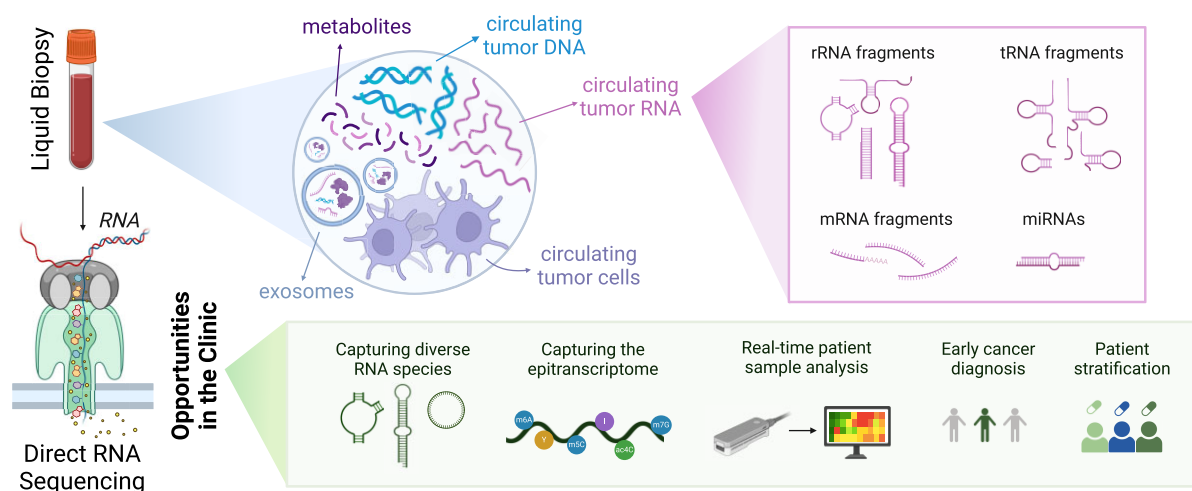 Liquid Biopsy
metabolites
circulating
tumor DNA
circulating
tumor RNA
exosomes
circulating
tumor cells
rRNA fragments
tRNA fragments
mRNA fragments
miRNAs
RNA
Direct RNA
Sequencing
Opportunities
in the Clinic
Capturing diverse
RNA species
Capturing the
epitranscriptome
m6A
Y
m5C
I
ac4C
m7G
Real-time patient
sample analysis
Early cancer
diagnosis
Patient
stratification